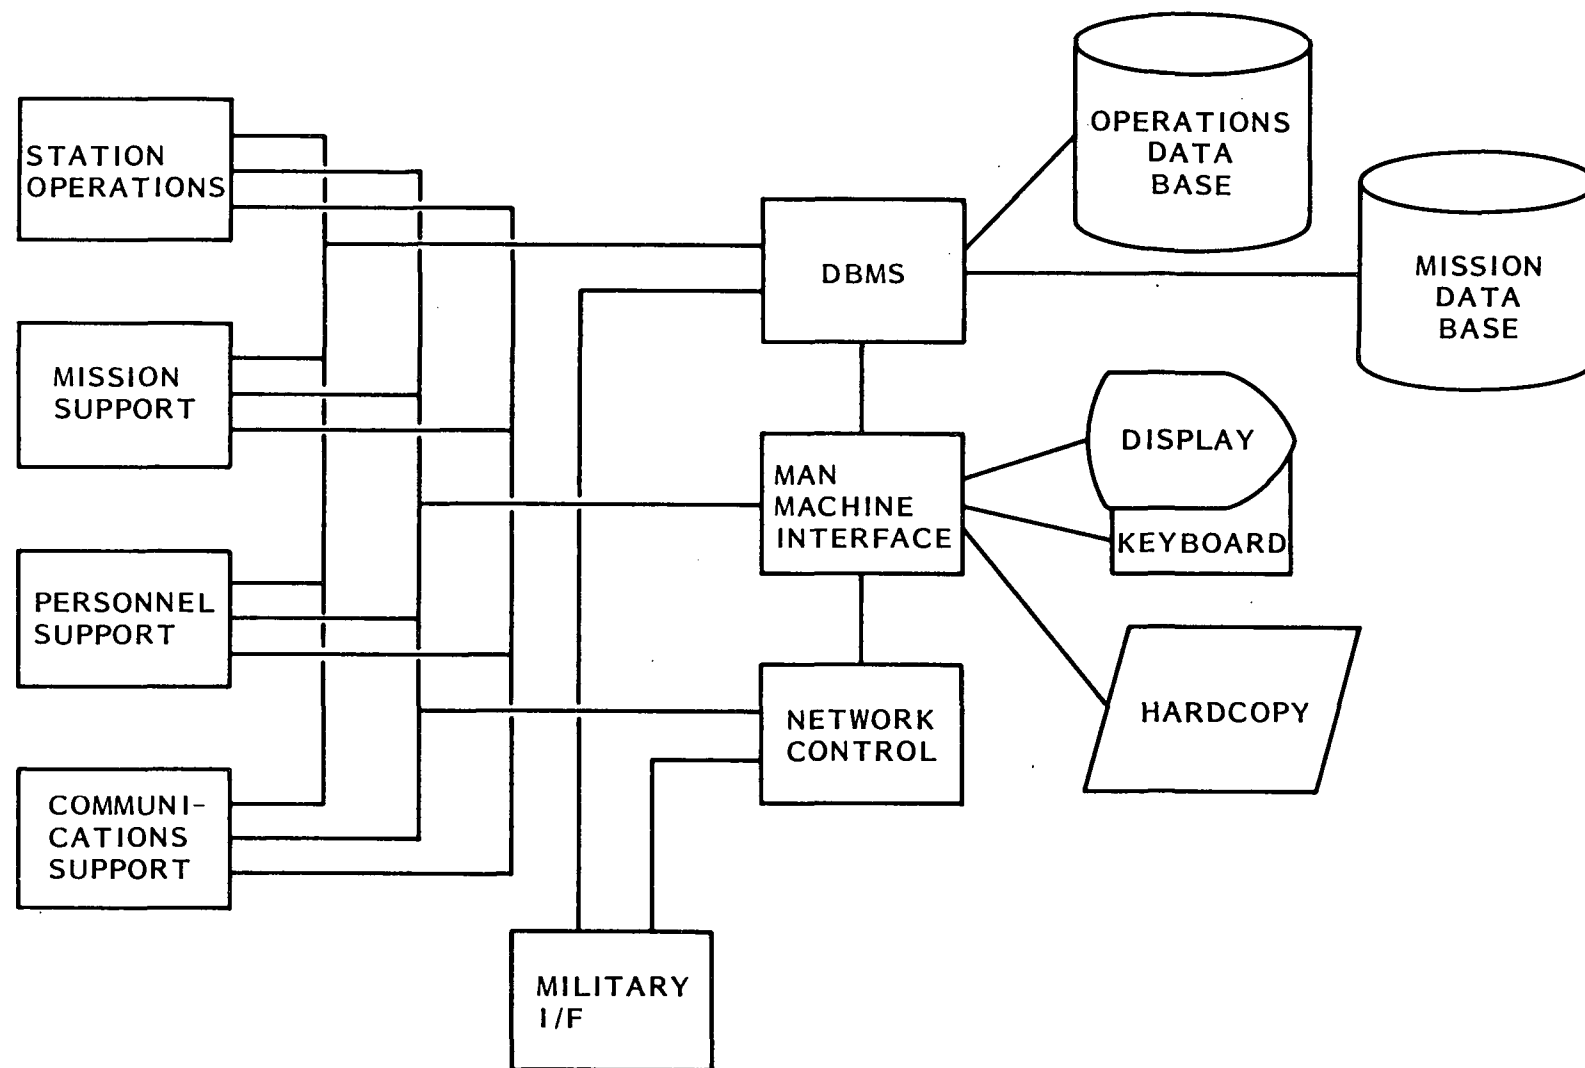 STATION
OPERATIONS
MISSION
SUPPORT
PERSONNEL
SUPPORT
COMMUNI-
CATIONS
SUPPORT
MILITARY
I/F
DBMS
MAN
MACHINE
INTERFACE
NETWORK
CONTROL
OPERATIONS
DATA
BASE
MISSION
DATA
BASE
DISPLAY
KEYBOARD
HARDCOPY